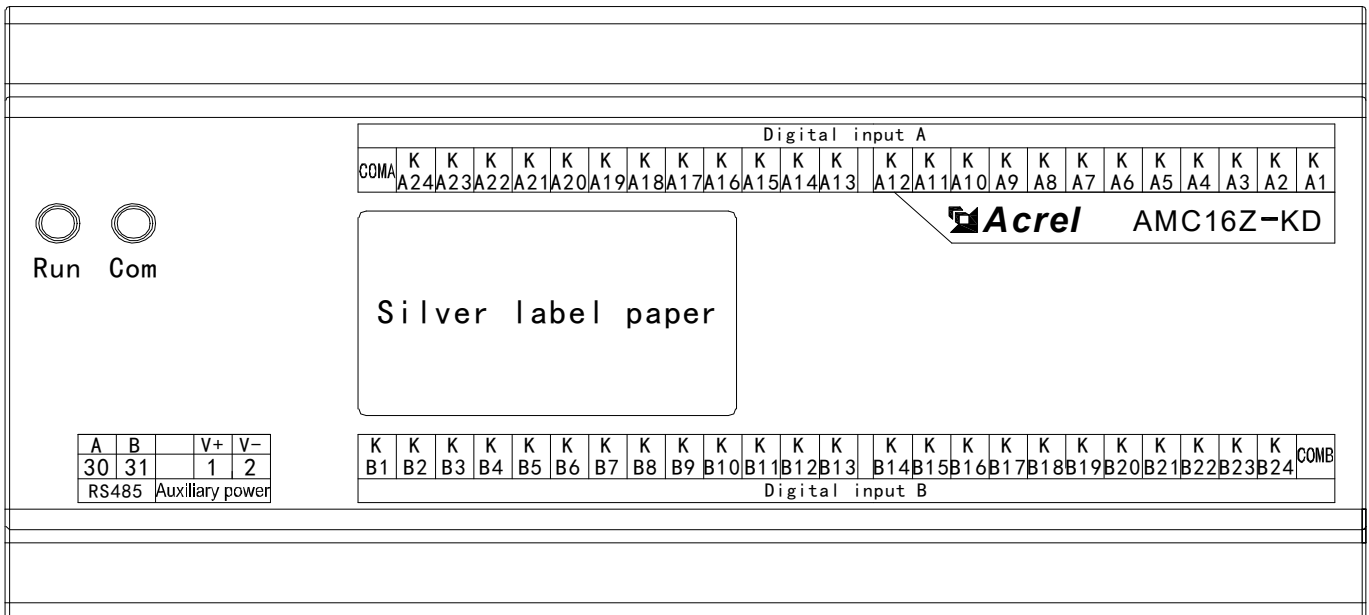 Digital input A
COMA K A24 K A23 K A22 K A21 K A20 K A19 K A18 K A17 K A16 K A15 K A14 K A13 K A12 K A11 K A10 K A9 K A8 K A7 K A6 K A5 K A4 K A3 K A2 K A1
Acrel AMC16Z-KD
Run Com
Silver label paper
A B V+ V-
30 31 1 2
RS485 Auxiliary power
K B1 K B2 K B3 K B4 K B5 K B6 K B7 K B8 K B9 K B10 K B11 K B12 K B13 K B14 K B15 K B16 K B17 K B18 K B19 K B20 K B21 K B22 K B23 K B24 COMB
Digital input B